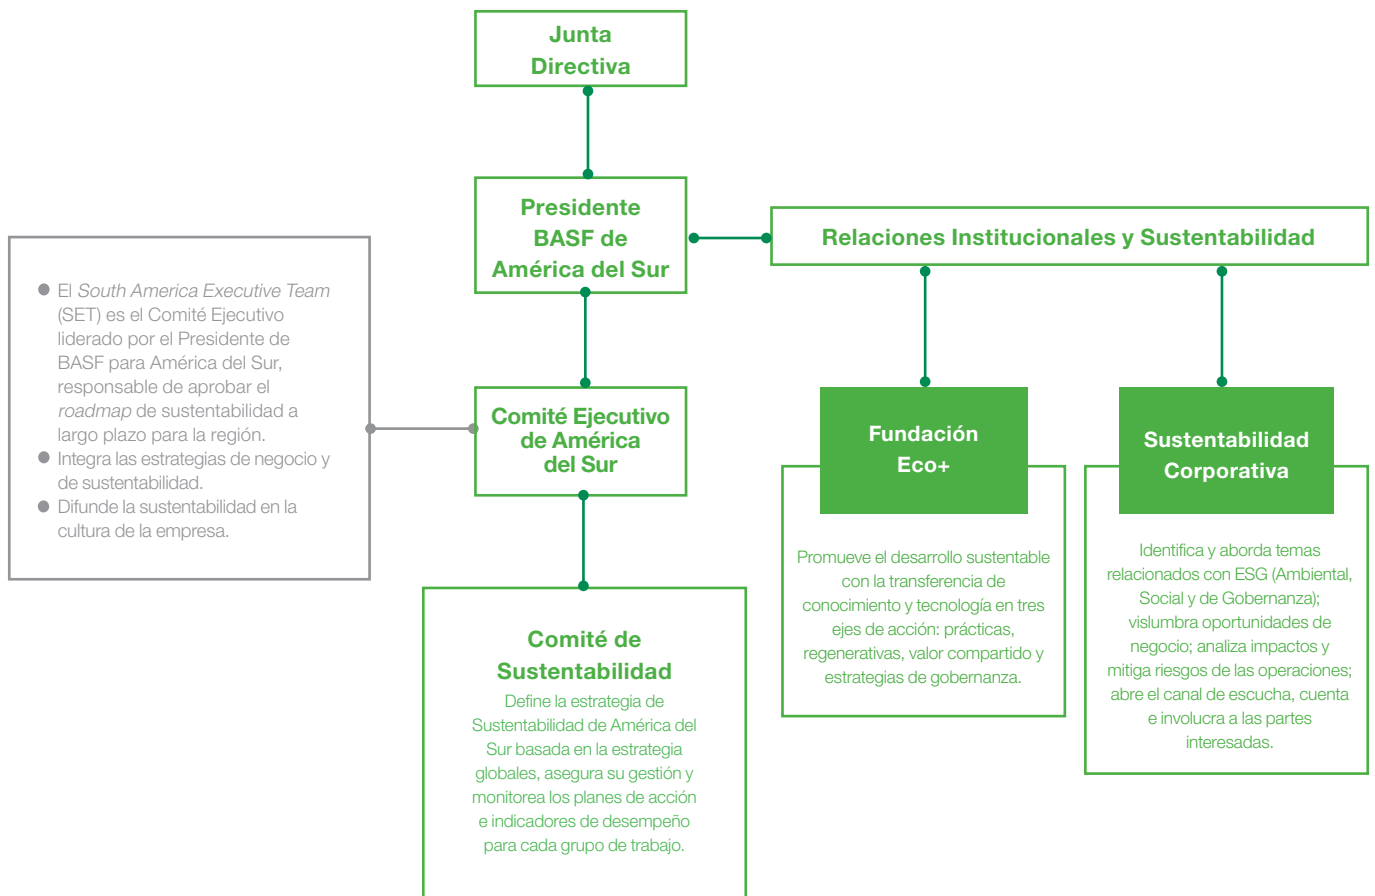 Junta
Directiva
Presidente
BASF de
América del Sur
Relaciones Institucionales y Sustentabilidad
El South America Executive Team
(SET) es el Comité Ejecutivo
liderado por el Presidente de
BASF para América del Sur,
responsable de aprobar el
roadmap de sustentabilidad a
largo plazo para la región.
Integra las estrategias de negocio y
de sustentabilidad.
Difunde la sustentabilidad en la
cultura de la empresa.
Comité Ejecutivo
de América
del Sur
Fundación
Eco+
Promueve el desarrollo sustentable
con la transferencia de
conocimiento y tecnología en tres
ejes de acción: prácticas,
regenerativas, valor compartido y
estrategias de gobernanza.
Sustentabilidad
Corporativa
Identifica y aborda temas
relacionados con ESG (Ambiental,
Social y de Gobernanza);
vislumbra oportunidades de
negocio; analiza impactos y
mitiga riesgos de las operaciones;
abre el canal de escucha, cuenta
e involucra a las partes
interesadas.
Comité de
Sustentabilidad
Define la estrategia de
Sustentabilidad de América del
Sur basada en la estrategia
globales, asegura su gestión y
monitorea los planes de acción
e indicadores de desempeño
para cada grupo de trabajo.